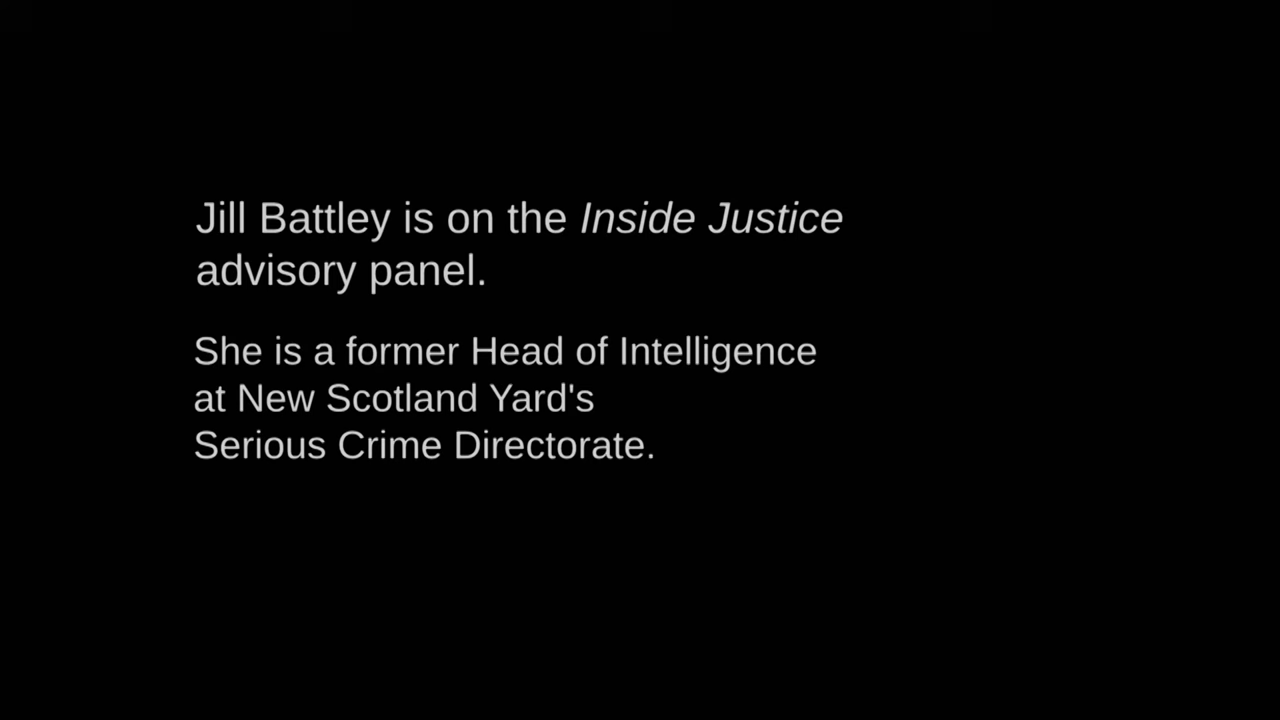 Jill Battley is on the Inside Justice
advisory panel.
She is a former Head of Intelligence
at New Scotland Yard's
Serious Crime Directorate.